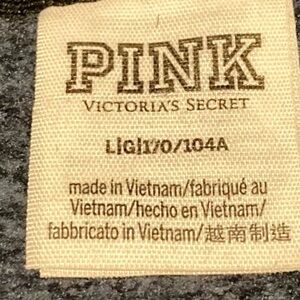 PINK
VICTORIA'S SECRET
L|G|170/104A
made in Vietnam/fabriqué au
Vietnam/hecho en Vietnam/
fabbricato in Vietnam/越南制造